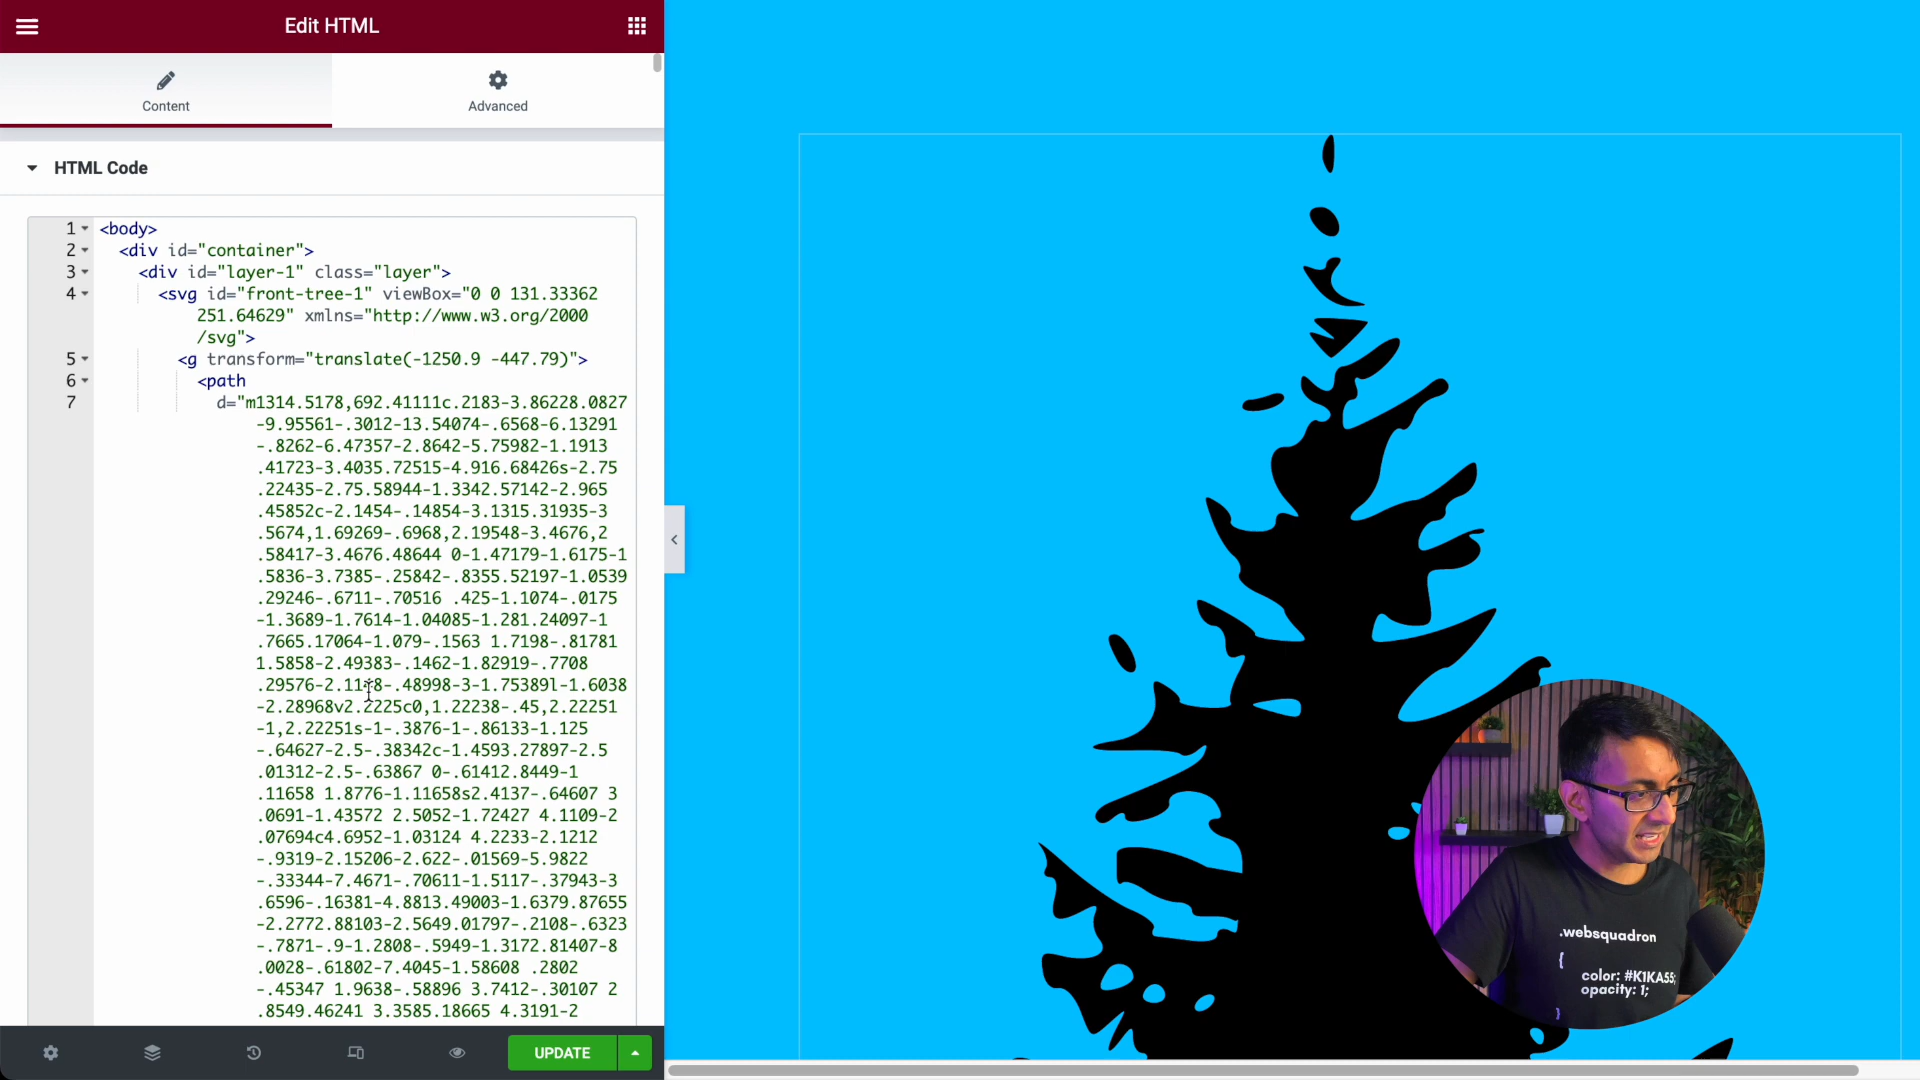 Edit HTML
Content
Advanced
HTML Code
1 <body>
2 <div id="container">
3 <div id="layer-1" class="layer">
4 <svg id="front-tree-1" viewBox="0 0 131.33362
251.64629" xmlns="http://www.w3.org/2000
/svg">
5 <g transform="translate(-1250.9 -447.79)">
6 <path
7 d="m1314.5178,692.41111c.2183-3.86228.0827
-9.95561-.3012-13.54074-.6568-6.13291
-.8262-6.47357-2.8642-5.75982-1.1913
.41723-3.4035.72515-4.916.68426s-2.75
.22435-2.75.58944-1.3342.57142-2.965
.45852c-2.1454-.14854-3.1315.31935-3
.5674,1.69269-.6968,2.19548-3.4676,2
.58417-3.4676.48644 0-1.47179-1.6175-1
.5836-3.7385-.25842-.8355.52197-1.0539
.29246-.6711-.70516 .425-1.1074-.0175
-1.3689-1.7614-1.04085-1.281.24097-1
.7665.17064-1.079-.1563 1.7198-.81781
1.5858-2.49383-.1462-1.82919-.7708
.29576-2.1118-.48998-3-1.75389l-1.6038
-2.28968v2.2225c0,1.22238-.45,2.22251
-1,2.22251s-1-.3876-1-.86133-1.125
-.64627-2.5-.38342c-1.4593.27897-2.5
.01312-2.5-.63867 0-.61412.8449-1
.11658 1.8776-1.11658s2.4137-.64607 3
.0691-1.43572 2.5052-1.72427 4.1109-2
.07694c4.6952-1.03124 4.2233-2.1212
-.9319-2.15206-2.622-.01569-5.9822
-.33344-7.4671-.70611-1.5117-.37943-3
.6596-.16381-4.8813.49003-1.6379.87655
-2.2772.88103-2.5649.01797-.2108-.6323
-.7871-.9-1.2808-.5949-1.3172.81407-8
.0028-.61802-7.4045-1.58608 .2802
-.45347 1.9638-.58896 3.7412-.30107 2
.8549.46241 3.3585.18665 4.3191-2
UPDATE
.websquadron
{
color: #K1KA55;
opacity: 1;
}